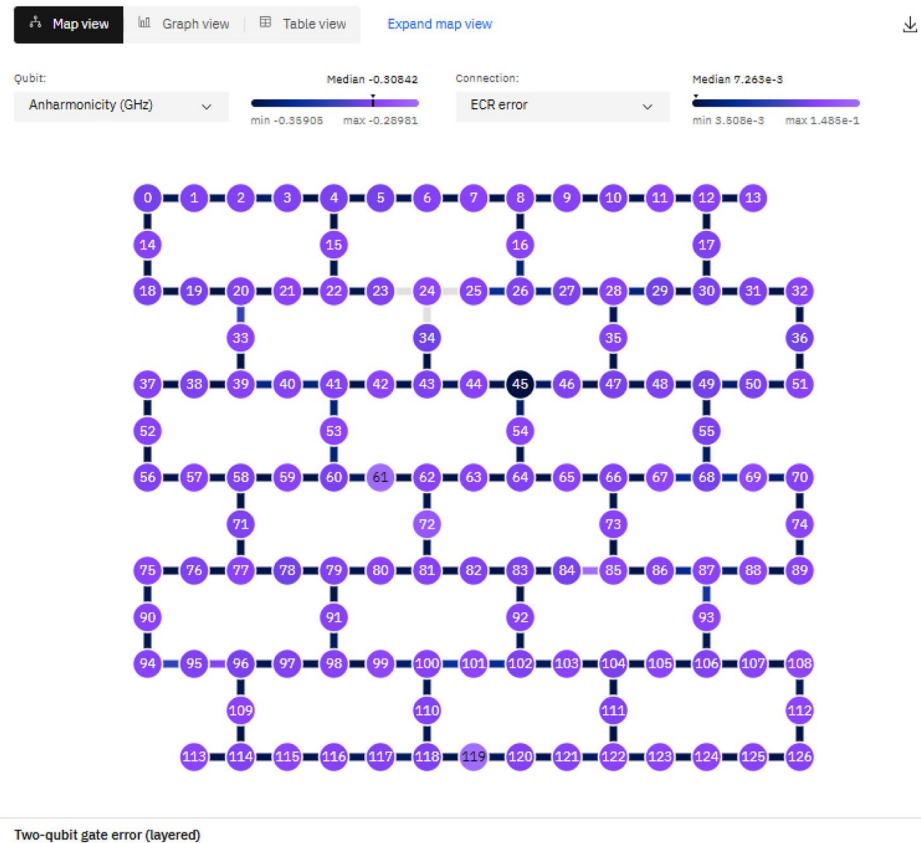 Map view Graph view Table view Expand map view
Qubit: Median -0.30842 Connection: Median 7.263e-3
Anharmonicity (GHz) ECR error
min -0.35905 max -0.28981 min 3.508e-3 max 1.485e-1
0 1 2 3 4 5 6 7 8 9 10 11 12 13
14 15 16 17
18 19 20 21 22 23 24 25 26 27 28 29 30 31 32
33 34 35 36
37 38 39 40 41 42 43 44 45 46 47 48 49 50 51
52 53 54 55
56 57 58 59 60 61 62 63 64 65 66 67 68 69 70
71 72 73 74
75 76 77 78 79 80 81 82 83 84 85 86 87 88 89
90 91 92 93
94 95 96 97 98 99 100 101 102 103 104 105 106 107 108
109 110 111 112
113 114 115 116 117 118 119 120 121 122 123 124 125 126
Two-qubit gate error (layered)